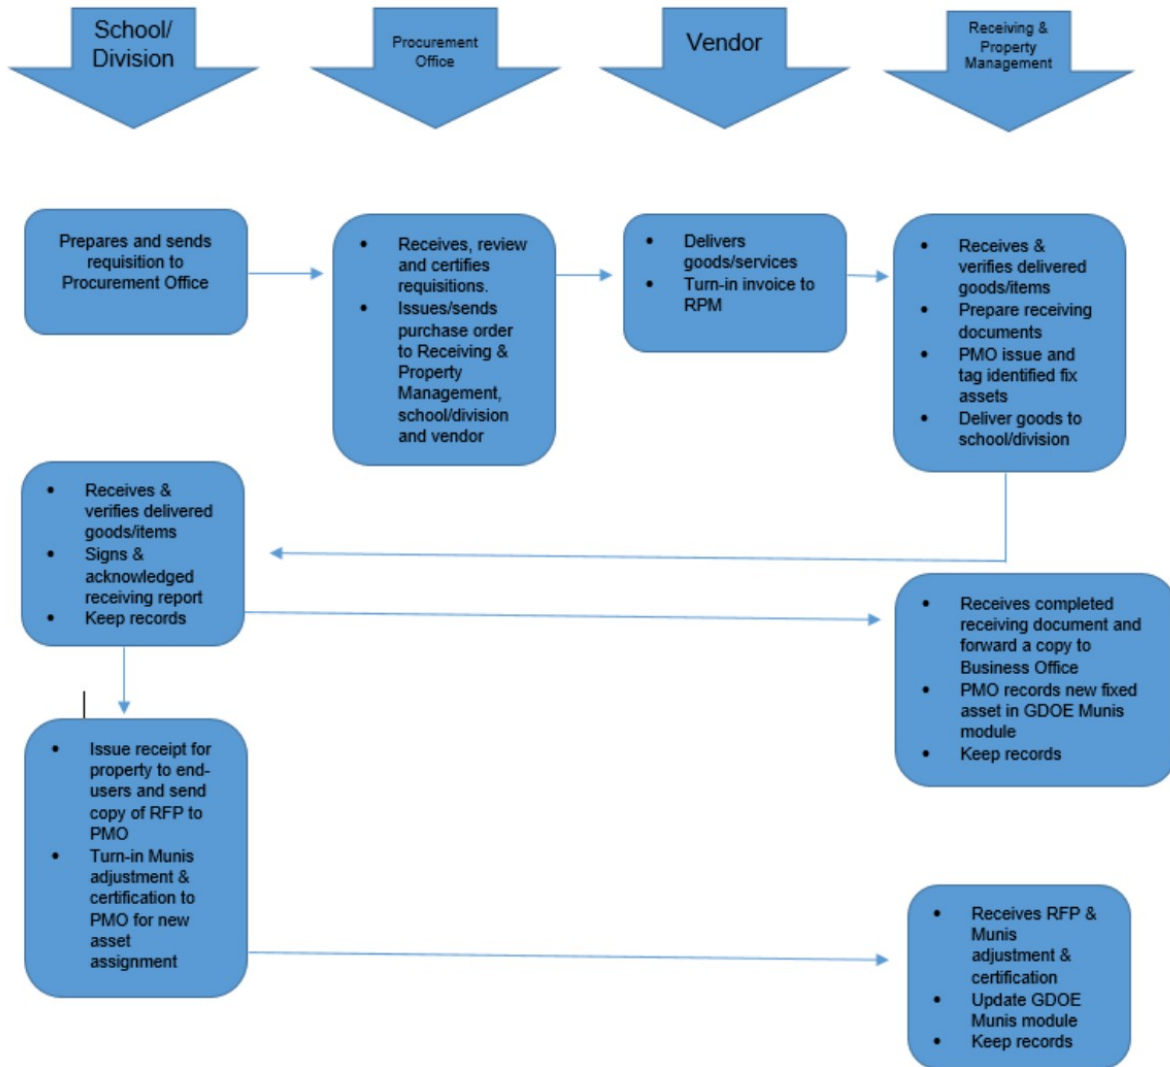 School/
Division
Procurement
Office
Vendor
Receiving &
Property
Management
Prepares and sends
requisition to
Procurement Office
• Receives, review
and certifies
requisitions.
• Issues/sends
purchase order
to Receiving &
Property
Management,
school/division
and vendor
• Delivers
goods/services
• Turn-in invoice to
RPM
• Receives &
verifies delivered
goods/items
• Prepare receiving
documents
• PMO issue and
tag identified fix
assets
• Deliver goods to
school/division
• Receives &
verifies delivered
goods/items
• Signs &
acknowledged
receiving report
• Keep records
• Receives completed
receiving document and
forward a copy to
Business Office
• PMO records new fixed
asset in GDOE Munis
module
• Keep records
• Issue receipt for
property to end-
users and send
copy of RFP to
PMO
• Turn-in Munis
adjustment &
certification to
PMO for new
asset
assignment
• Receives RFP &
Munis
adjustment &
certification
• Update GDOE
Munis module
• Keep records